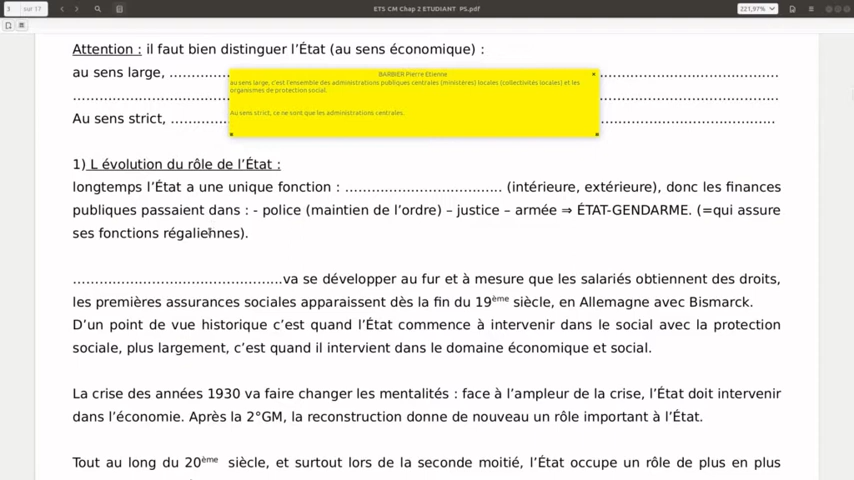 3 sur 17
ETS CM Chap 2 ETUDIANT PS.pdf
221,97%
Attention : il faut bien distinguer l’État (au sens économique) :
au sens large, ……………
BARBIER Pierre Etienne
au sens large, c'est l'ensemble des administrations publiques centrales (ministères) locales (collectivités locales) et les
organismes de protection social.
Au sens strict, ce ne sont que les administrations centrales.
Au sens strict, ……………
1) L évolution du rôle de l’État :
longtemps l’État a une unique fonction : …………………………….. (intérieure, extérieure), donc les finances
publiques passaient dans : - police (maintien de l’ordre) – justice – armée ⇒ ÉTAT-GENDARME. (=qui assure
ses fonctions régaliennes).
……………………………………..va se développer au fur et à mesure que les salariés obtiennent des droits,
les premières assurances sociales apparaissent dès la fin du 19ème siècle, en Allemagne avec Bismarck.
D’un point de vue historique c’est quand l’État commence à intervenir dans le social avec la protection
sociale, plus largement, c’est quand il intervient dans le domaine économique et social.
La crise des années 1930 va faire changer les mentalités : face à l’ampleur de la crise, l’État doit intervenir
dans l’économie. Après la 2°GM, la reconstruction donne de nouveau un rôle important à l’État.
Tout au long du 20ème siècle, et surtout lors de la seconde moitié, l’État occupe un rôle de plus en plus